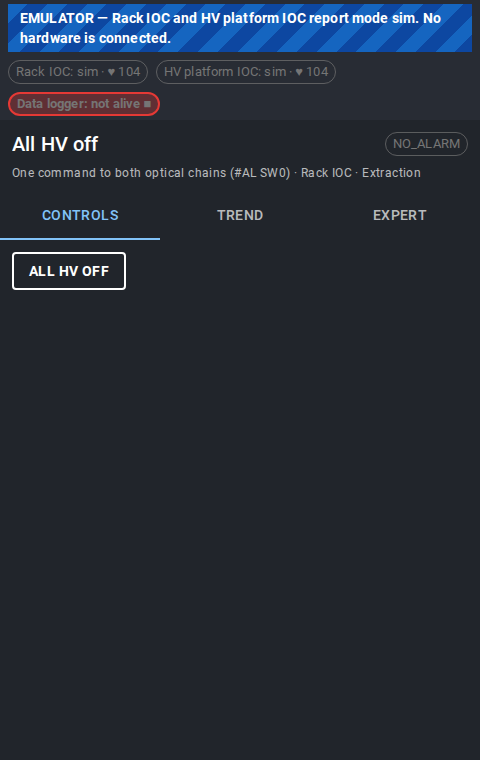 EMULATOR — Rack IOC and HV platform IOC report mode sim. No
hardware is connected.
Rack IOC: sim · ♥ 104
HV platform IOC: sim · ♥ 104
Data logger: not alive ■
All HV off
NO_ALARM
One command to both optical chains (#AL SW0) · Rack IOC · Extraction
CONTROLS
TREND
EXPERT
ALL HV OFF